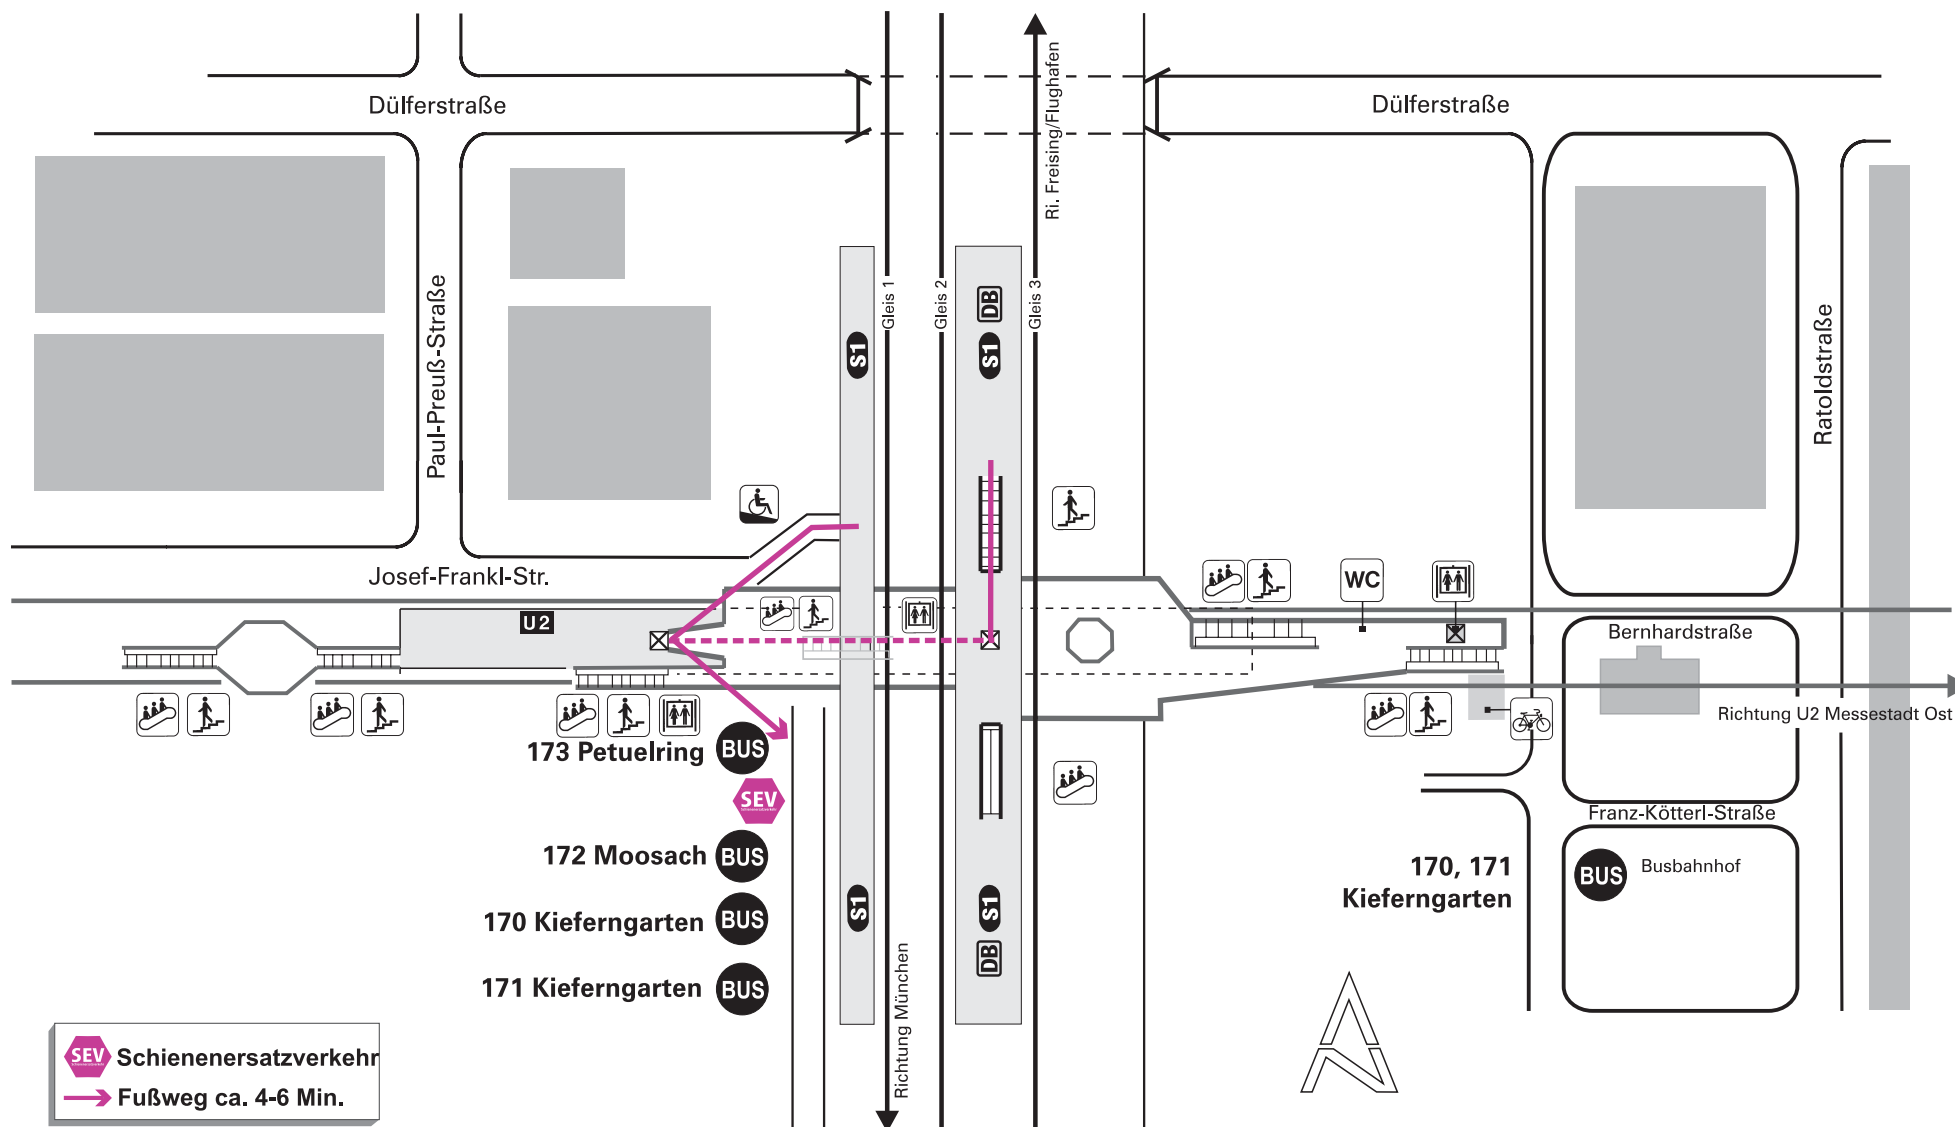 Dülferstraße
Dülferstraße
Ri. Freising/Flughafen
Paul-Preuß-Straße
Gleis 1
Gleis 2
Gleis 3
DB
S1
S1
Ratoldstraße
Josef-Frankl-Str.
WC
U2
Bernhardstraße
Richtung U2 Messestadt Ost
173 Petuelring BUS
SEV
172 Moosach BUS
170 Kieferngarten BUS
171 Kieferngarten BUS
S1
S1
DB
Richtung München
Franz-Kötterl-Straße
170, 171
Kieferngarten
BUS Busbahnhof
SEV Schienenersatzverkehr
Fußweg ca. 4-6 Min.